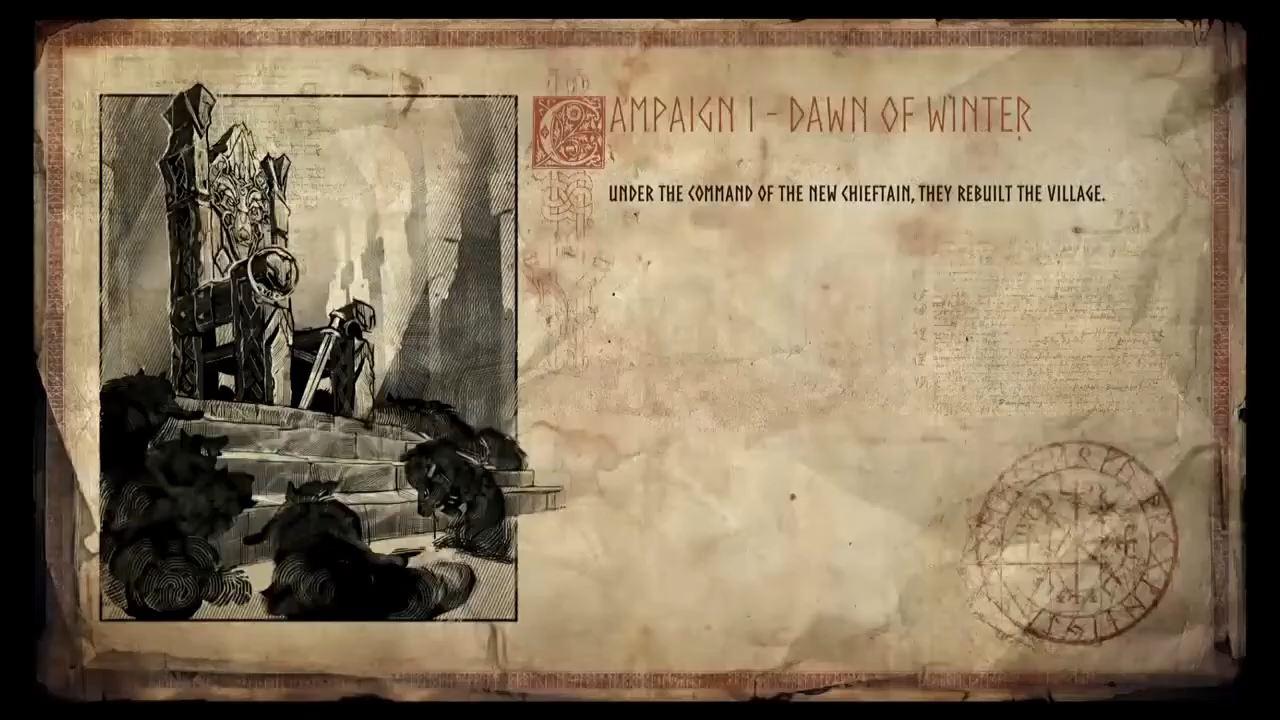 CAMPAIGN I - DAWN OF WINTER
UNDER THE COMMAND OF THE NEW CHIEFTAIN, THEY REBUILT THE VILLAGE.